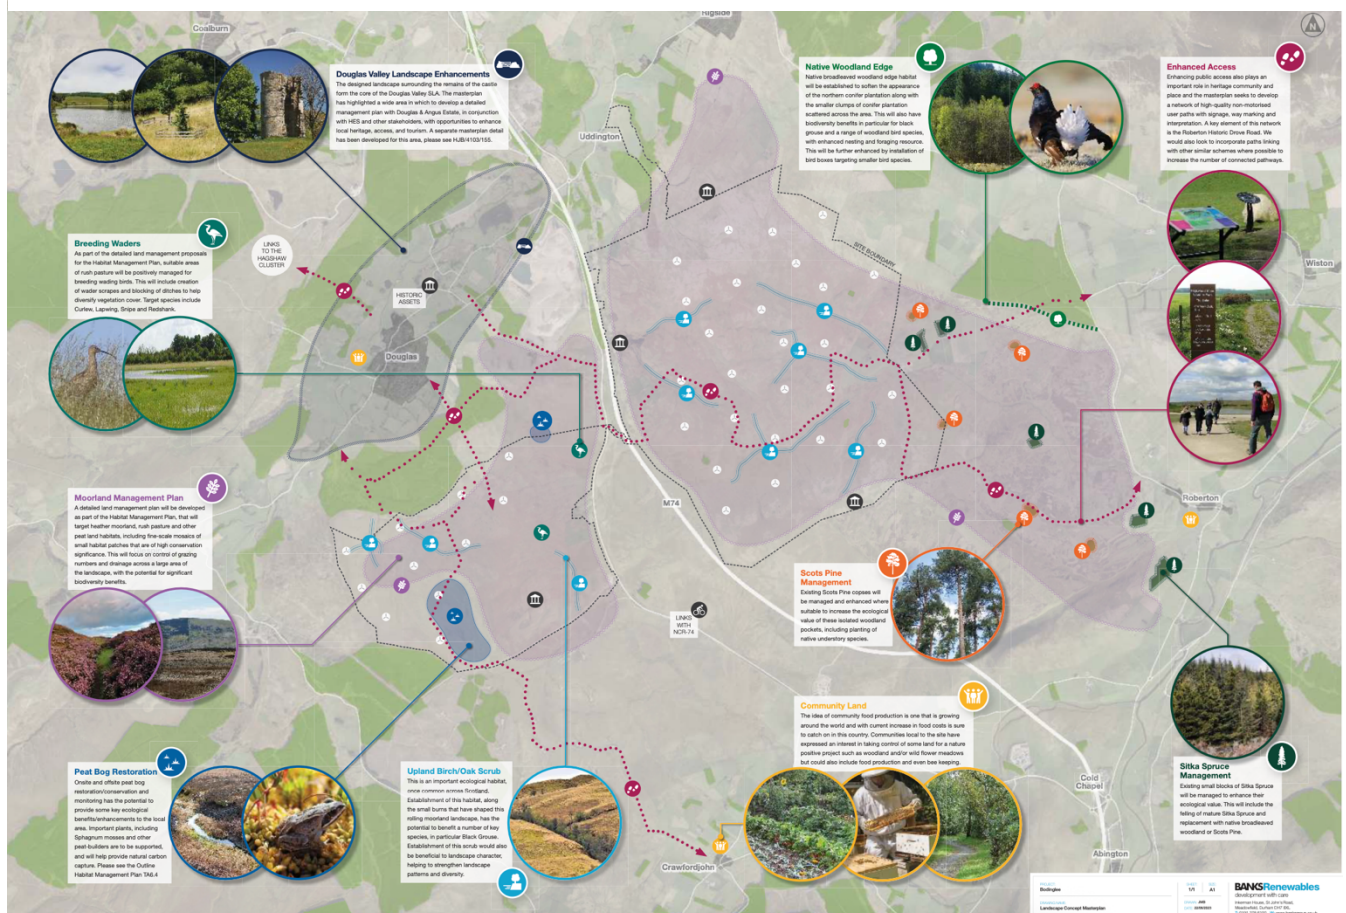 Coalburn
Rigside
N
Douglas Valley Landscape Enhancements
The designed landscape surrounding the remains of the castle
form the core of the Douglas Valley SLA. The masterplan
has highlighted a wide area in which to develop a detailed
management plan with Douglas & Angus Estate, in conjunction
with HES and other stakeholders, with opportunities to enhance
local heritage, access, and tourism. A separate masterplan detail
has been developed for this area, please see HJB/4103/155.
Native Woodland Edge
Native broadleaved woodland edge habitat
will be established to soften the appearance
of the northern conifer plantation along with
the smaller clumps of conifer plantation
scattered across the area. This will also have
biodiversity benefits in particular for black
grouse and a range of woodland bird species,
with enhanced nesting and foraging resource.
This will be further enhanced by installation of
bird boxes targeting smaller bird species.
Enhanced Access
Enhancing public access also plays an
important role in heritage community and
place and the masterplan seeks to develop
a network of high-quality non-motorised
user paths with signage, way marking and
interpretation. A key element of this network
is the Roberton Historic Drove Road. We
would also look to incorporate paths linking
with other similar schemes where possible to
increase the number of connected pathways.
Uddington
Breeding Waders
As part of the detailed land management proposals
for the Habitat Management Plan, suitable areas
of rush pasture will be positively managed for
breeding wading birds. This will include creation
of wader scrapes and blocking of ditches to help
diversify vegetation cover. Target species include
Curlew, Lapwing, Snipe and Redshank.
LINKS
TO THE
HAGSHAW
CLUSTER
HISTORIC
ASSETS
SITE BOUNDARY
Wiston
Douglas
Moorland Management Plan
A detailed land management plan will be developed
as part of the Habitat Management Plan, that will
target heather moorland, rush pasture and other
peat land habitats, including fine-scale mosaics of
small habitat patches that are of high conservation
significance. This will focus on control of grazing
numbers and drainage across a large area of
the landscape, with the potential for significant
biodiversity benefits.
M74
Roberton
Scots Pine
Management
Existing Scots Pine copses will
be managed and enhanced where
suitable to increase the ecological
value of these isolated woodland
pockets, including planting of
native understory species.
LINKS
WITH
NCR-74
Community Land
The idea of community food production is one that is growing
around the world and with current increase in food costs is sure
to catch on in this country. Communities local to the site have
expressed an interest in taking control of some land for a nature
positive project such as woodland and/or wild flower meadows
but could also include food production and even bee keeping.
Peat Bog Restoration
Onsite and offsite peat bog
restoration/conservation and
monitoring has the potential to
provide some key ecological
benefits/enhancements to the local
area. Important plants, including
Sphagnum mosses and other
peat-builders are to be supported,
and will help provide natural carbon
capture. Please see the Outline
Habitat Management Plan TA6.4
Upland Birch/Oak Scrub
This is an important ecological habitat,
once common across Scotland.
Establishment of this habitat, along
the small burns that have shaped this
rolling moorland landscape, has the
potential to benefit a number of key
species, in particular Black Grouse.
Establishment of this scrub would also
be beneficial to landscape character,
helping to strengthen landscape
patterns and diversity.
Sitka Spruce
Management
Existing small blocks of Sitka Spruce
will be managed to enhance their
ecological value. This will include the
felling of mature Sitka Spruce and
replacement with native broadleaved
woodland or Scots Pine.
Cold
Chapel
Crawfordjohn
Abington
Landscape Concept Masterplan
1/1
A1
BANKSRenewables
development with care